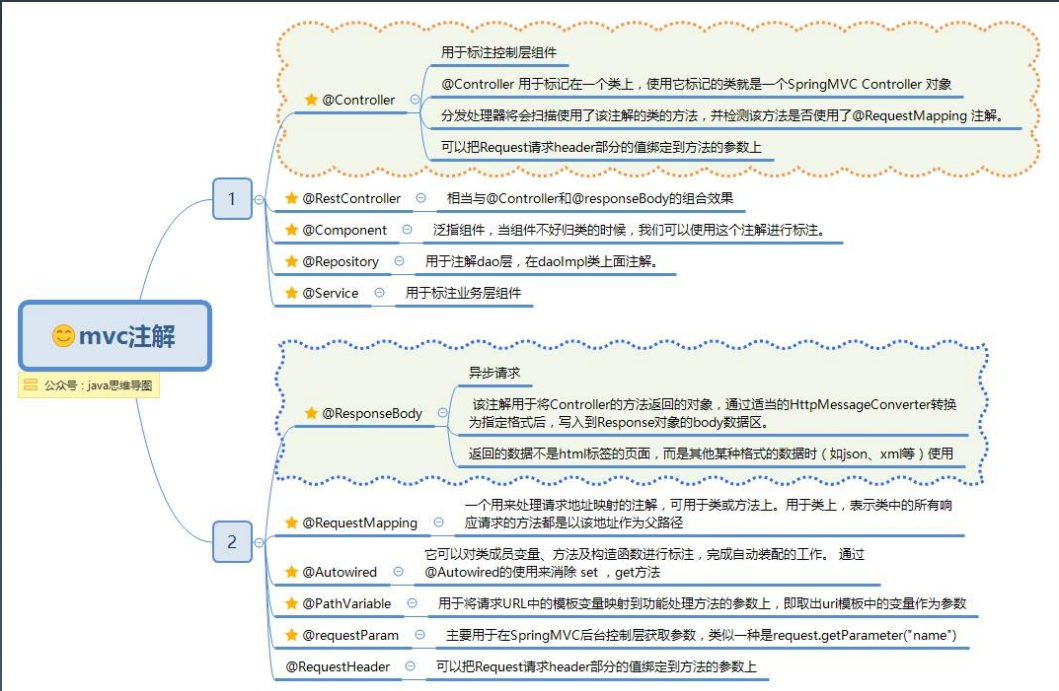 用于标注控制层组件
@Controller 用于标记在一个类上，使用它标记的类就是一个SpringMVC Controller 对象
@Controller
分发处理器将会扫描使用了该注解的类的方法，并检测该方法是否使用了@RequestMapping 注解。
可以把Request请求header部分的值绑定到方法的参数上
1
@RestController
相当与@Controller和@responseBody的组合效果
@Component
泛指组件，当组件不好归类的时候，我们可以使用这个注解进行标注。
@Repository
用于注解dao层，在daoImpl类上面注解。
@Service
用于标注业务层组件
mvc注解
公众号：java思维导图
异步请求
@ResponseBody
该注解用于将Controller的方法返回的对象，通过适当的HttpMessageConverter转换
为指定格式后，写入到Response对象的body数据区。
返回的数据不是html标签的页面，而是其他某种格式的数据时（如json、xml等）使用
2
@RequestMapping
一个用来处理请求地址映射的注解，可用于类或方法上。用于类上，表示类中的所有响
应请求的方法都是以该地址作为父路径
@Autowired
它可以对类成员变量、方法及构造函数进行标注，完成自动装配的工作。 通过
@Autowired的使用来消除 set ，get方法
@PathVariable
用于将请求URL中的模板变量映射到功能处理方法的参数上，即取出uri模板中的变量作为参数
@requestParam
主要用于在SpringMVC后台控制层获取参数，类似一种是request.getParameter("name")
@RequestHeader
可以把Request请求header部分的值绑定到方法的参数上